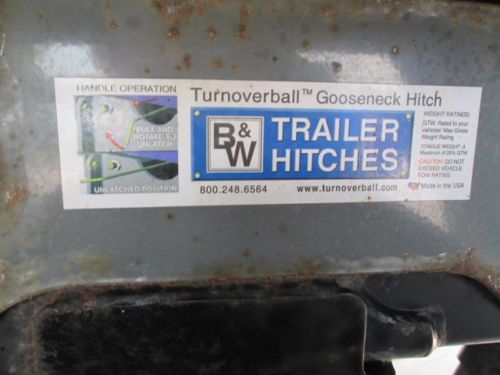 HANDLE OPERATION
PULL AND
ROTATE TO
UNLATCH
UNLATCHED POSITION
Turnoverball™ Gooseneck Hitch
B&W
TRAILER
HITCHES
800.248.6564
www.turnoverball.com
WEIGHT RATINGS:
GTW: Rated to your
vehicles' Max Gross
Weight Rating
TONGUE WEIGHT: A
Maximum of 25% GTW
CAUTION: DO NOT
EXCEED VEHICLE
TOW RATING
Made in the USA